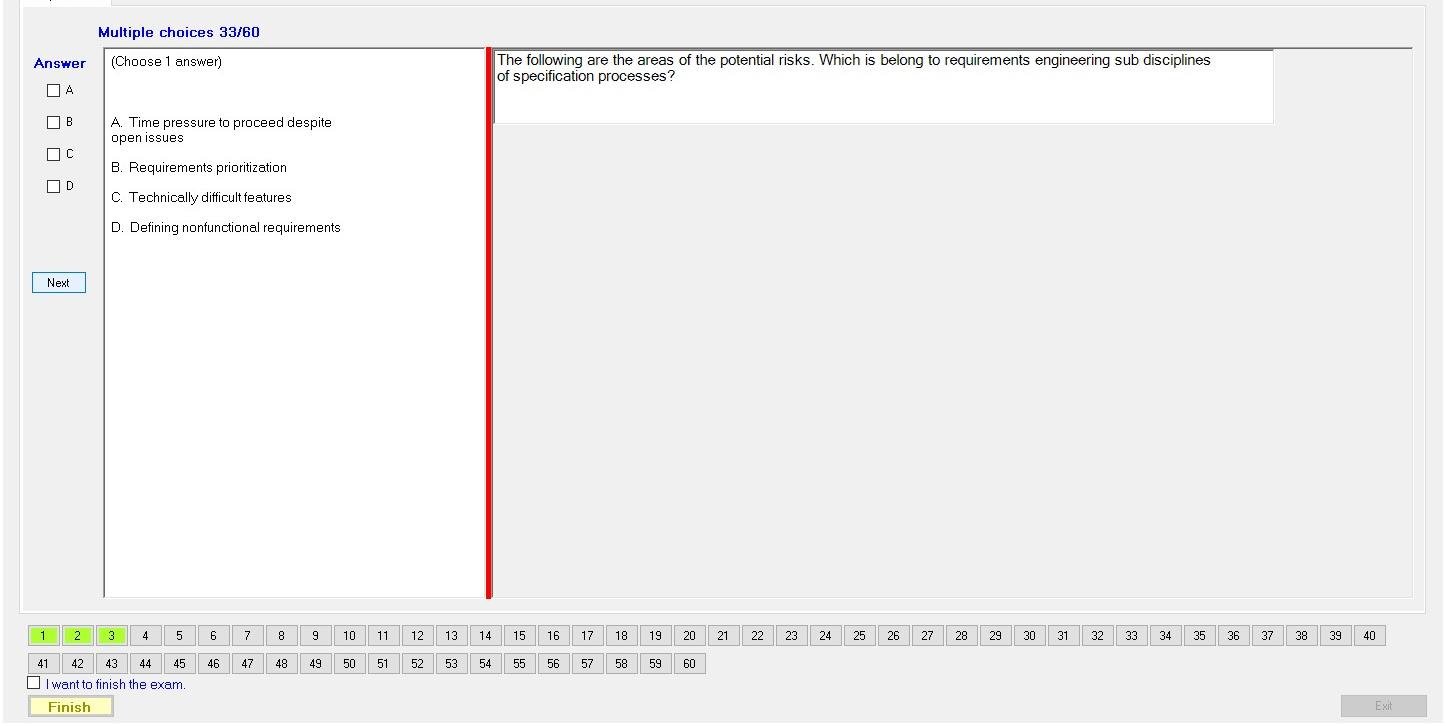 Multiple choices 33/60
Answer
A
B
C
D
Next
(Choose 1 answer)
A. Time pressure to proceed despite
open issues
B. Requirements prioritization
C. Technically difficult features
D. Defining nonfunctional requirements
The following are the areas of the potential risks. Which is belong to requirements engineering sub disciplines
of specification processes?
1 2 3 4 5 6 7 8 9 10 11 12 13 14 15 16 17 18 19 20 21 22 23 24 25 26 27 28 29 30 31 32 33 34 35 36 37 38 39 40
41 42 43 44 45 46 47 48 49 50 51 52 53 54 55 56 57 58 59 60
I want to finish the exam.
Finish
Exit